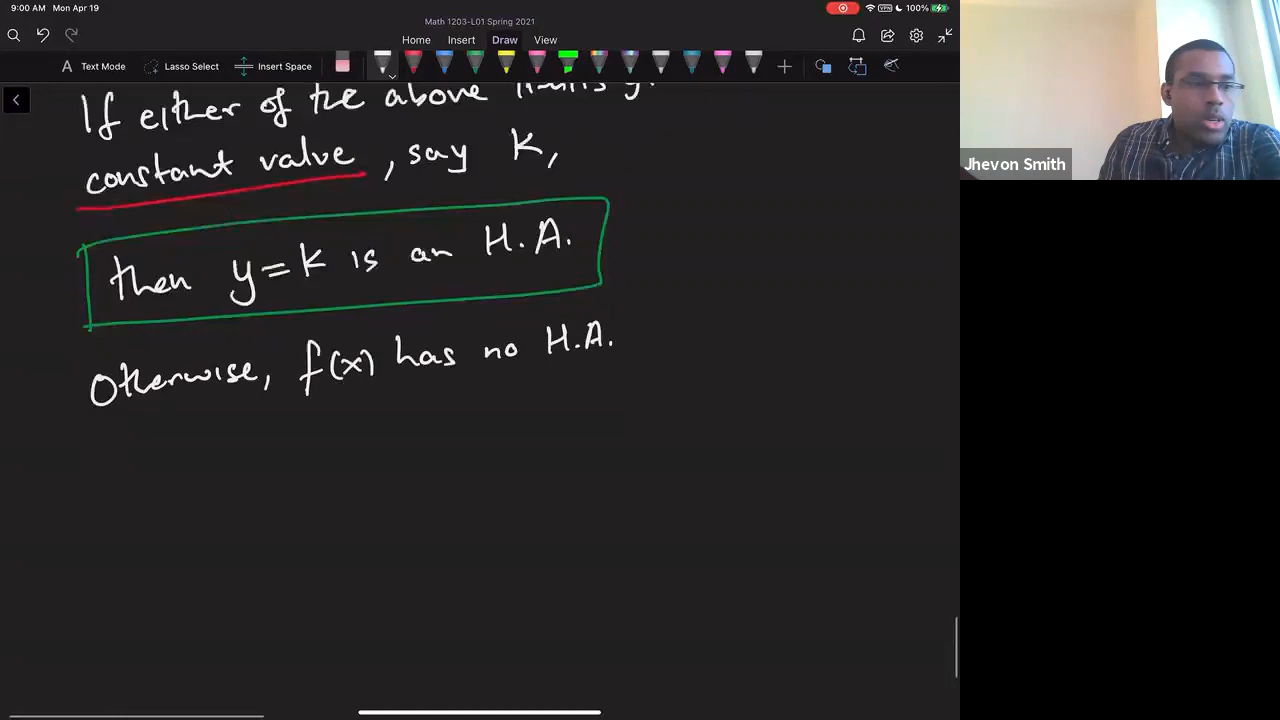 9:00 AM Mon Apr 19
VPN 100%
Math 1203-L01 Spring 2021
Home Insert Draw View
A Text Mode Lasso Select Insert Space
If either of the above limits
constant value, say K,
then y=K is an H.A.
Otherwise, f(x) has no H.A.
Jhevon Smith